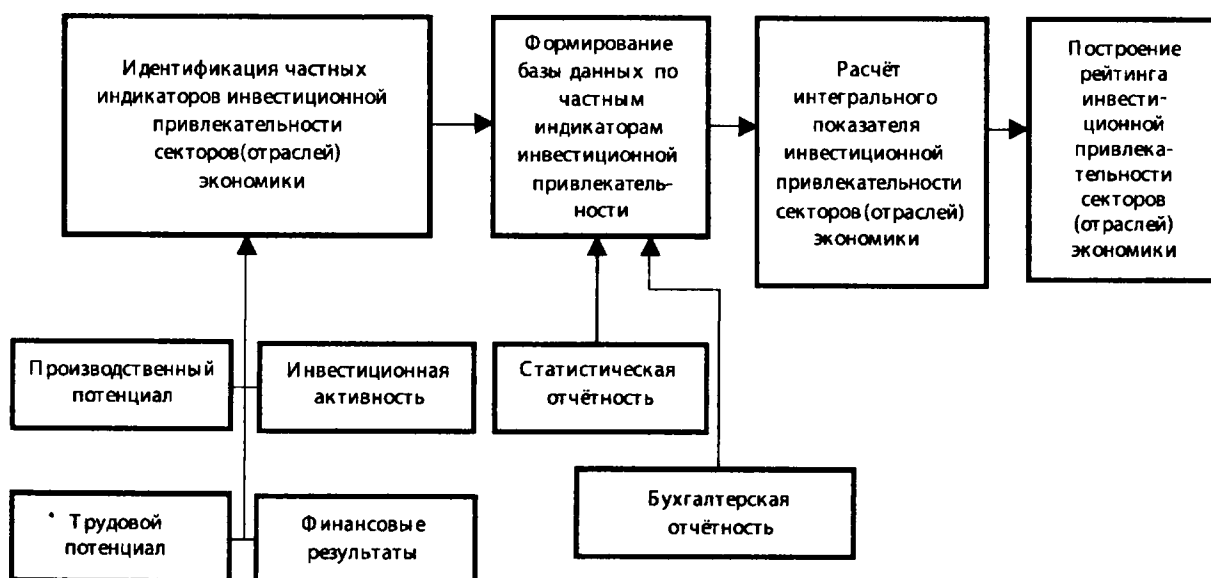 Идентификация частных
индикаторов инвестиционной
привлекательности
секторов(отраслей)
экономики
Формирование
базы данных по
частным
индикаторам
инвестиционной
привлекатель-
ности
Расчёт
интегрального
показателя
инвестиционной
привлекательности
секторов(отраслей)
экономики
Построение
рейтинга
инвести-
ционной
привлека-
тельности
секторов
(отраслей)
экономики
Производственный
потенциал
Инвестиционная
активность
Статистическая
отчётность
Трудовой
потенциал
Финансовые
результаты
Бухгалтерская
отчётность